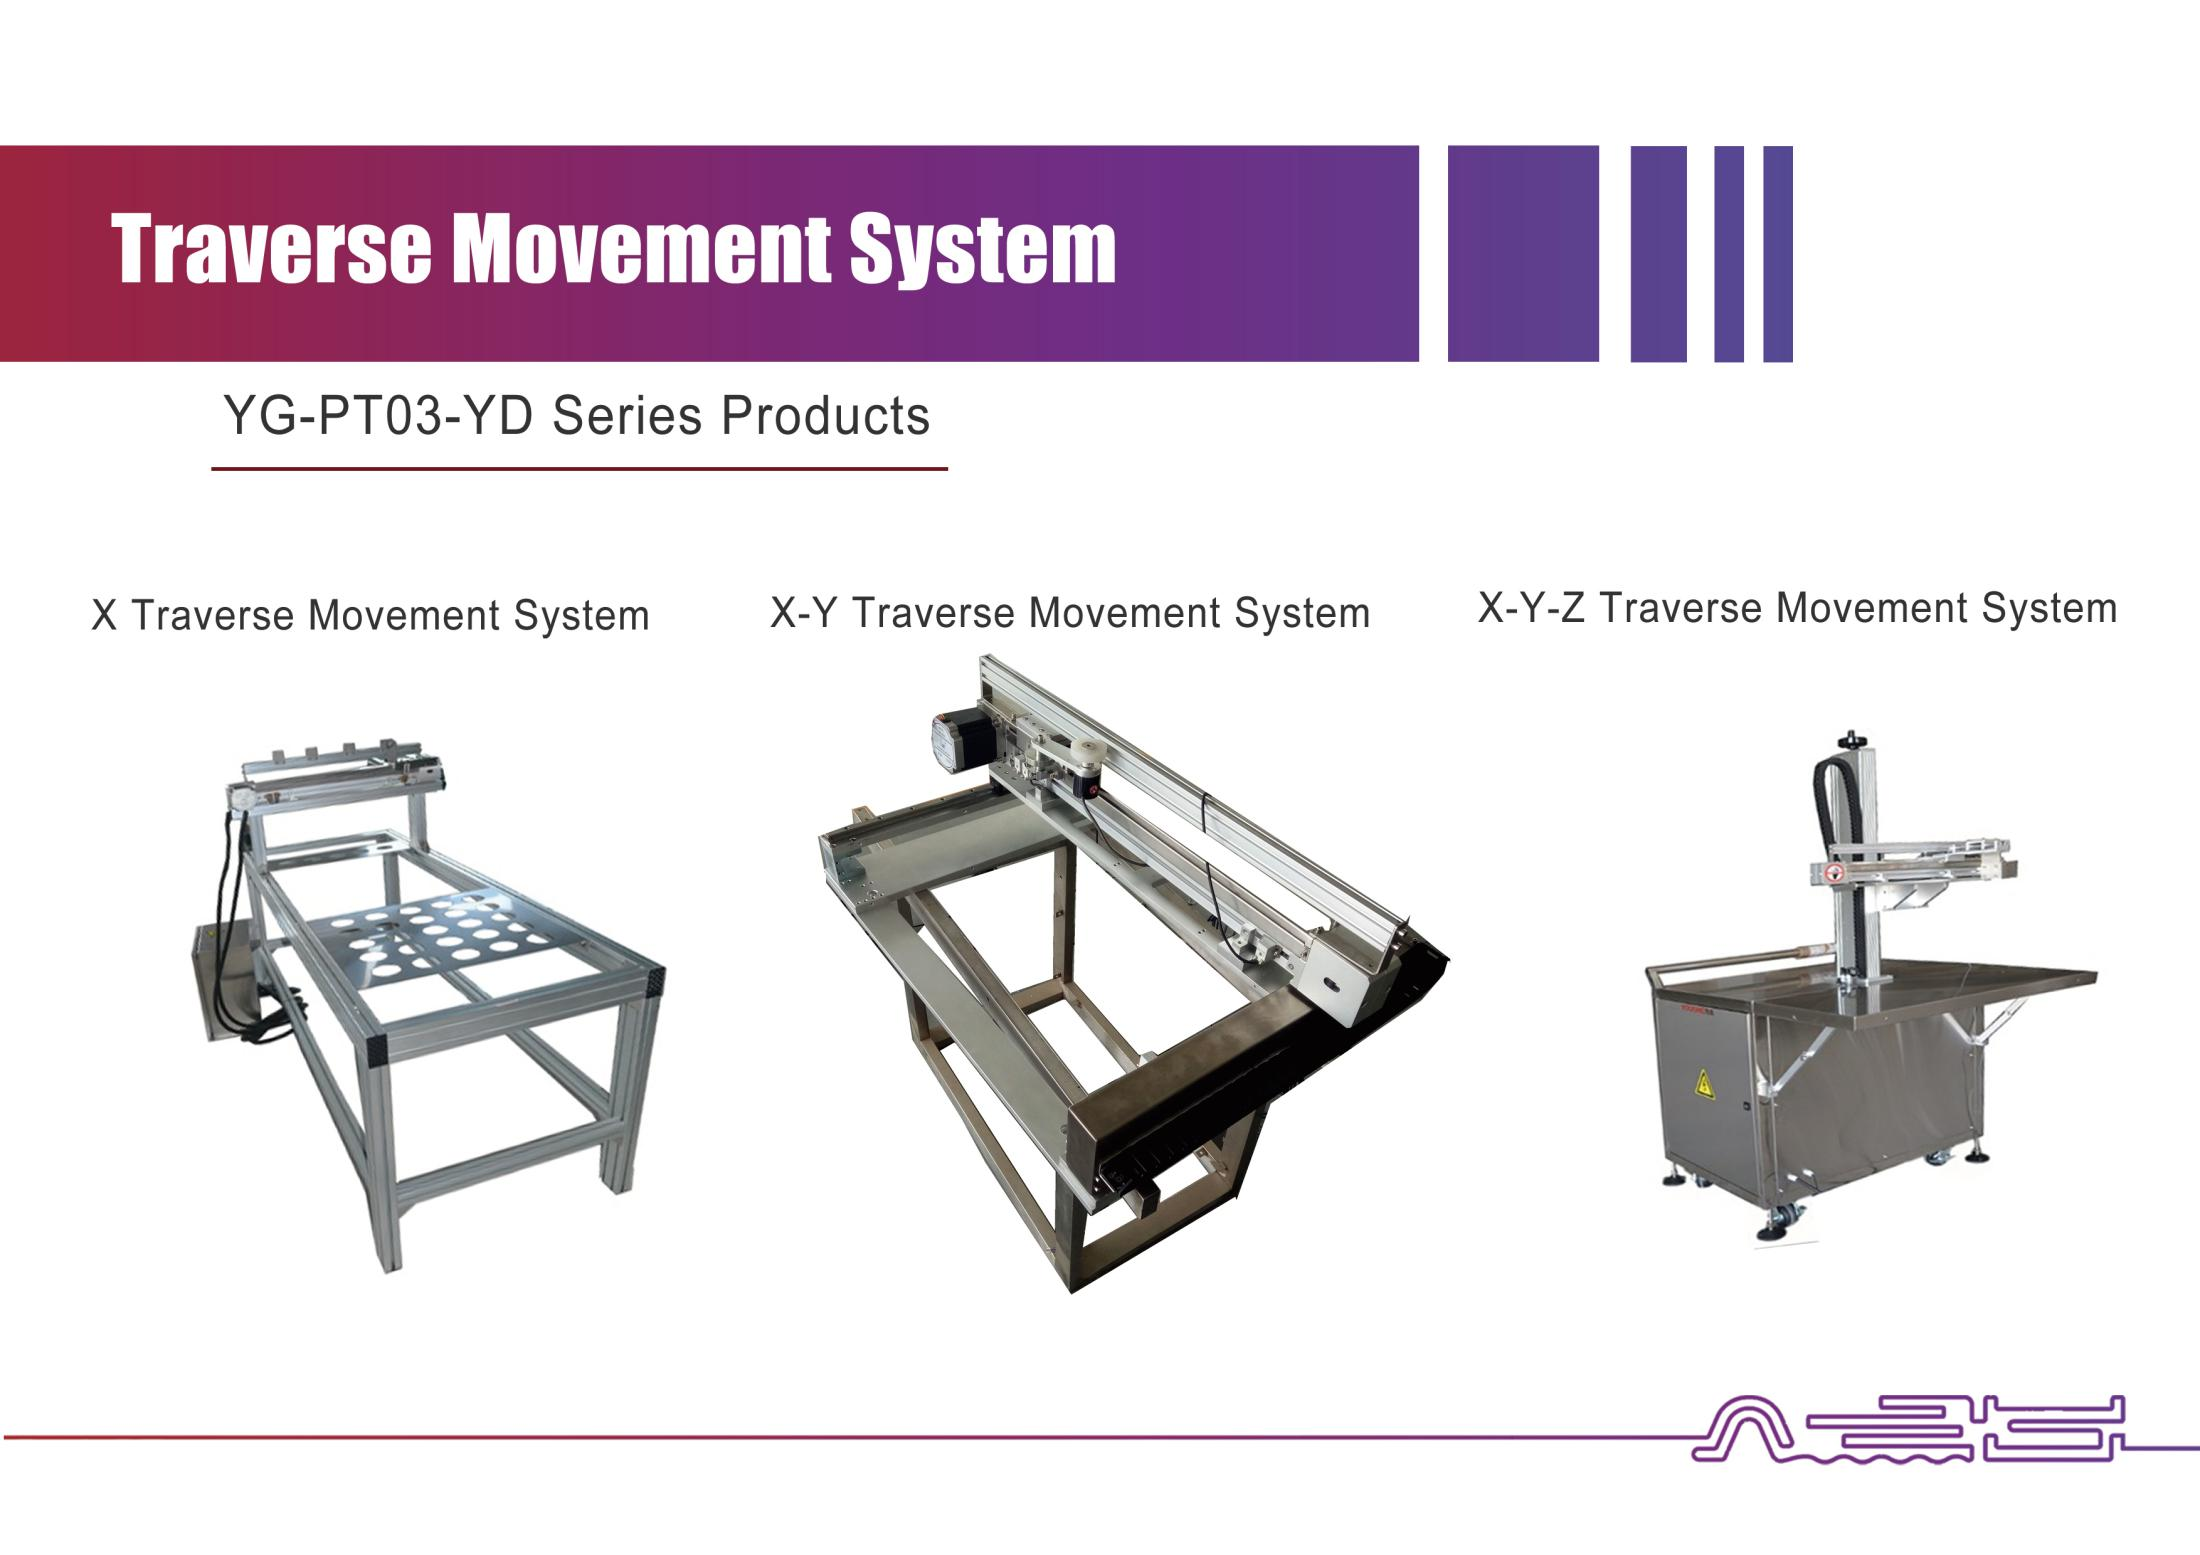 Traverse Movement System
YG-PT03-YD Series Products
X Traverse Movement System
X-Y Traverse Movement System
X-Y-Z Traverse Movement System